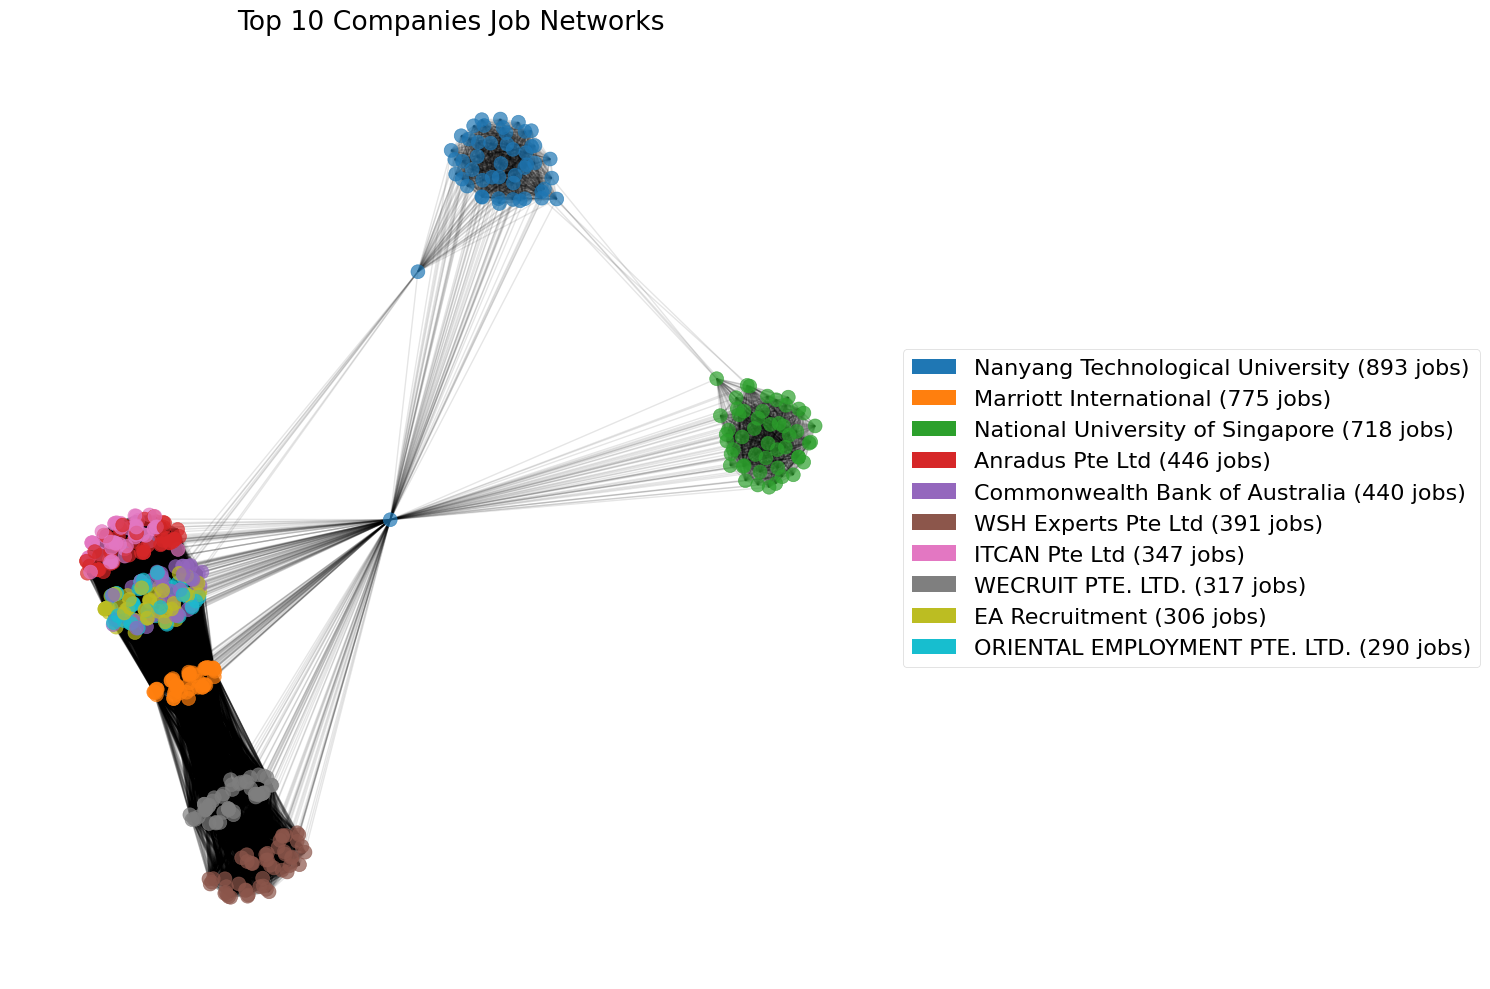 Top 10 Companies Job Networks
Nanyang Technological University (893 jobs)
Marriott International (775 jobs)
National University of Singapore (718 jobs)
Anradus Pte Ltd (446 jobs)
Commonwealth Bank of Australia (440 jobs)
WSH Experts Pte Ltd (391 jobs)
ITCAN Pte Ltd (347 jobs)
WECRUIT PTE. LTD. (317 jobs)
EA Recruitment (306 jobs)
ORIENTAL EMPLOYMENT PTE. LTD. (290 jobs)